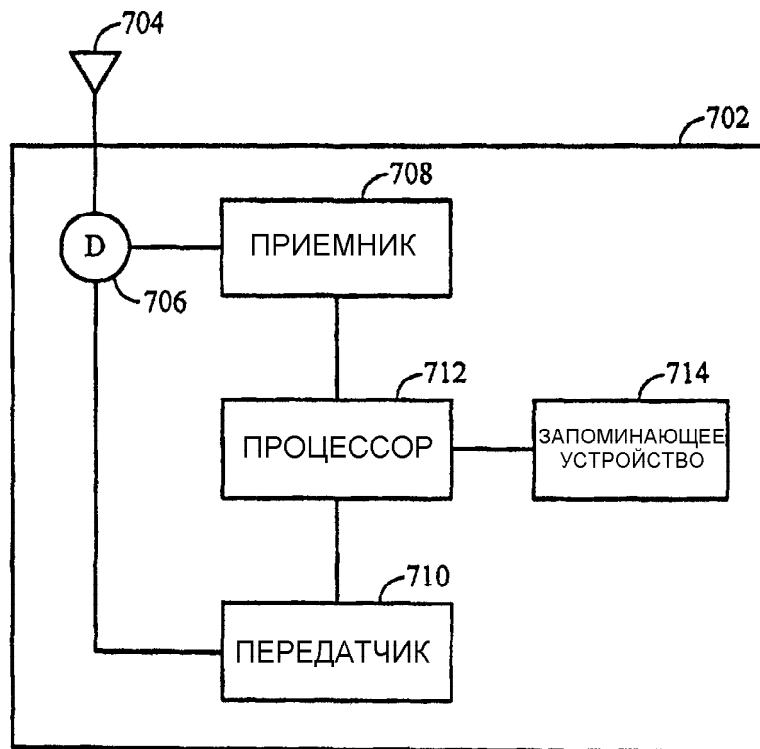 704
702
708
D
ПРИЕМНИК
706
712
714
ПРОЦЕССОР
ЗАПОМИНАЮЩЕЕ
УСТРОЙСТВО
710
ПЕРЕДАТЧИК